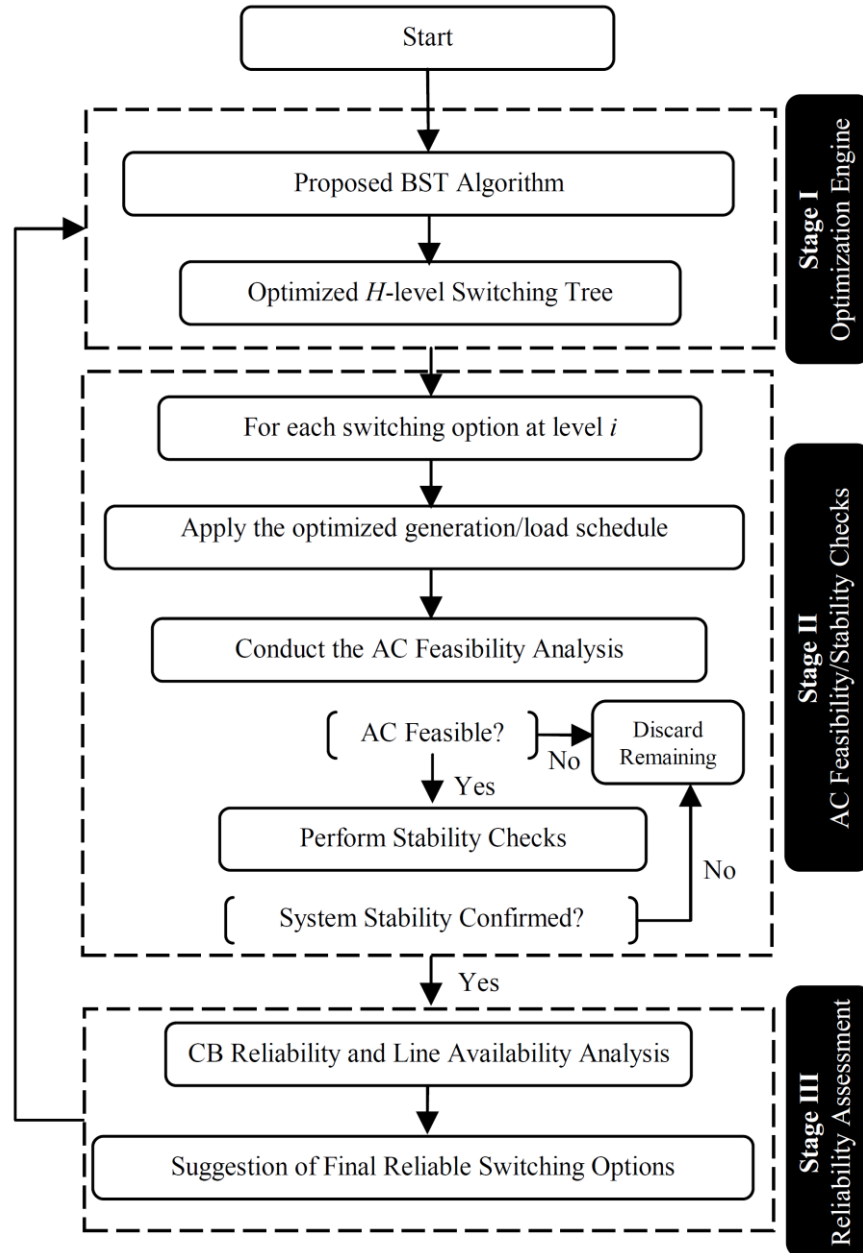 Start
Stage I
Optimization Engine
Proposed BST Algorithm
Optimized H-level Switching Tree
For each switching option at level i
Apply the optimized generation/load schedule
Conduct the AC Feasibility Analysis
AC Feasible?
No
Discard
Remaining
Yes
Perform Stability Checks
No
System Stability Confirmed?
Stage II
AC Feasibility/Stability Checks
Yes
CB Reliability and Line Availability Analysis
Suggestion of Final Reliable Switching Options
Stage III
Reliability Assessment